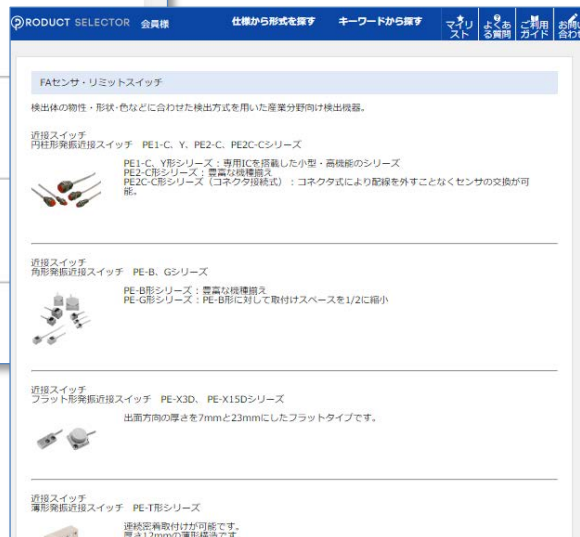 PRODUCT SELECTOR 会員様 仕様から形式を探す キーワードから探す マイリスト よくある質問 ご利用ガイド お問い合わせ
FAセンサ・リミットスイッチ
検出体の物性・形状・色などに合わせた検出方式を用いた産業分野向け検出機器。
近接スイッチ
円柱形発振近接スイッチ PE1-C、Y、PE2-C、PE2C-Cシリーズ
PE1-C、Y形シリーズ：専用ICを搭載した小型・高機能のシリーズ
PE2-C形シリーズ：豊富な機種揃え
PE2C-C形シリーズ（コネクタ接続式）：コネクタ式により配線を外すことなくセンサの交換が可
能。
近接スイッチ
角形発振近接スイッチ PE-B、Gシリーズ
PE-B形シリーズ：豊富な機種揃え
PE-G形シリーズ：PE-B形に対して取付けスペースを1/2に縮小
近接スイッチ
フラット形発振近接スイッチ PE-X3D、 PE-X15Dシリーズ
出面方向の厚さを7mmと23mmにしたフラットタイプです。
近接スイッチ
薄形発振近接スイッチ PE-T形シリーズ
連続密着取付けが可能です。
厚さ12mmの薄形構造です。